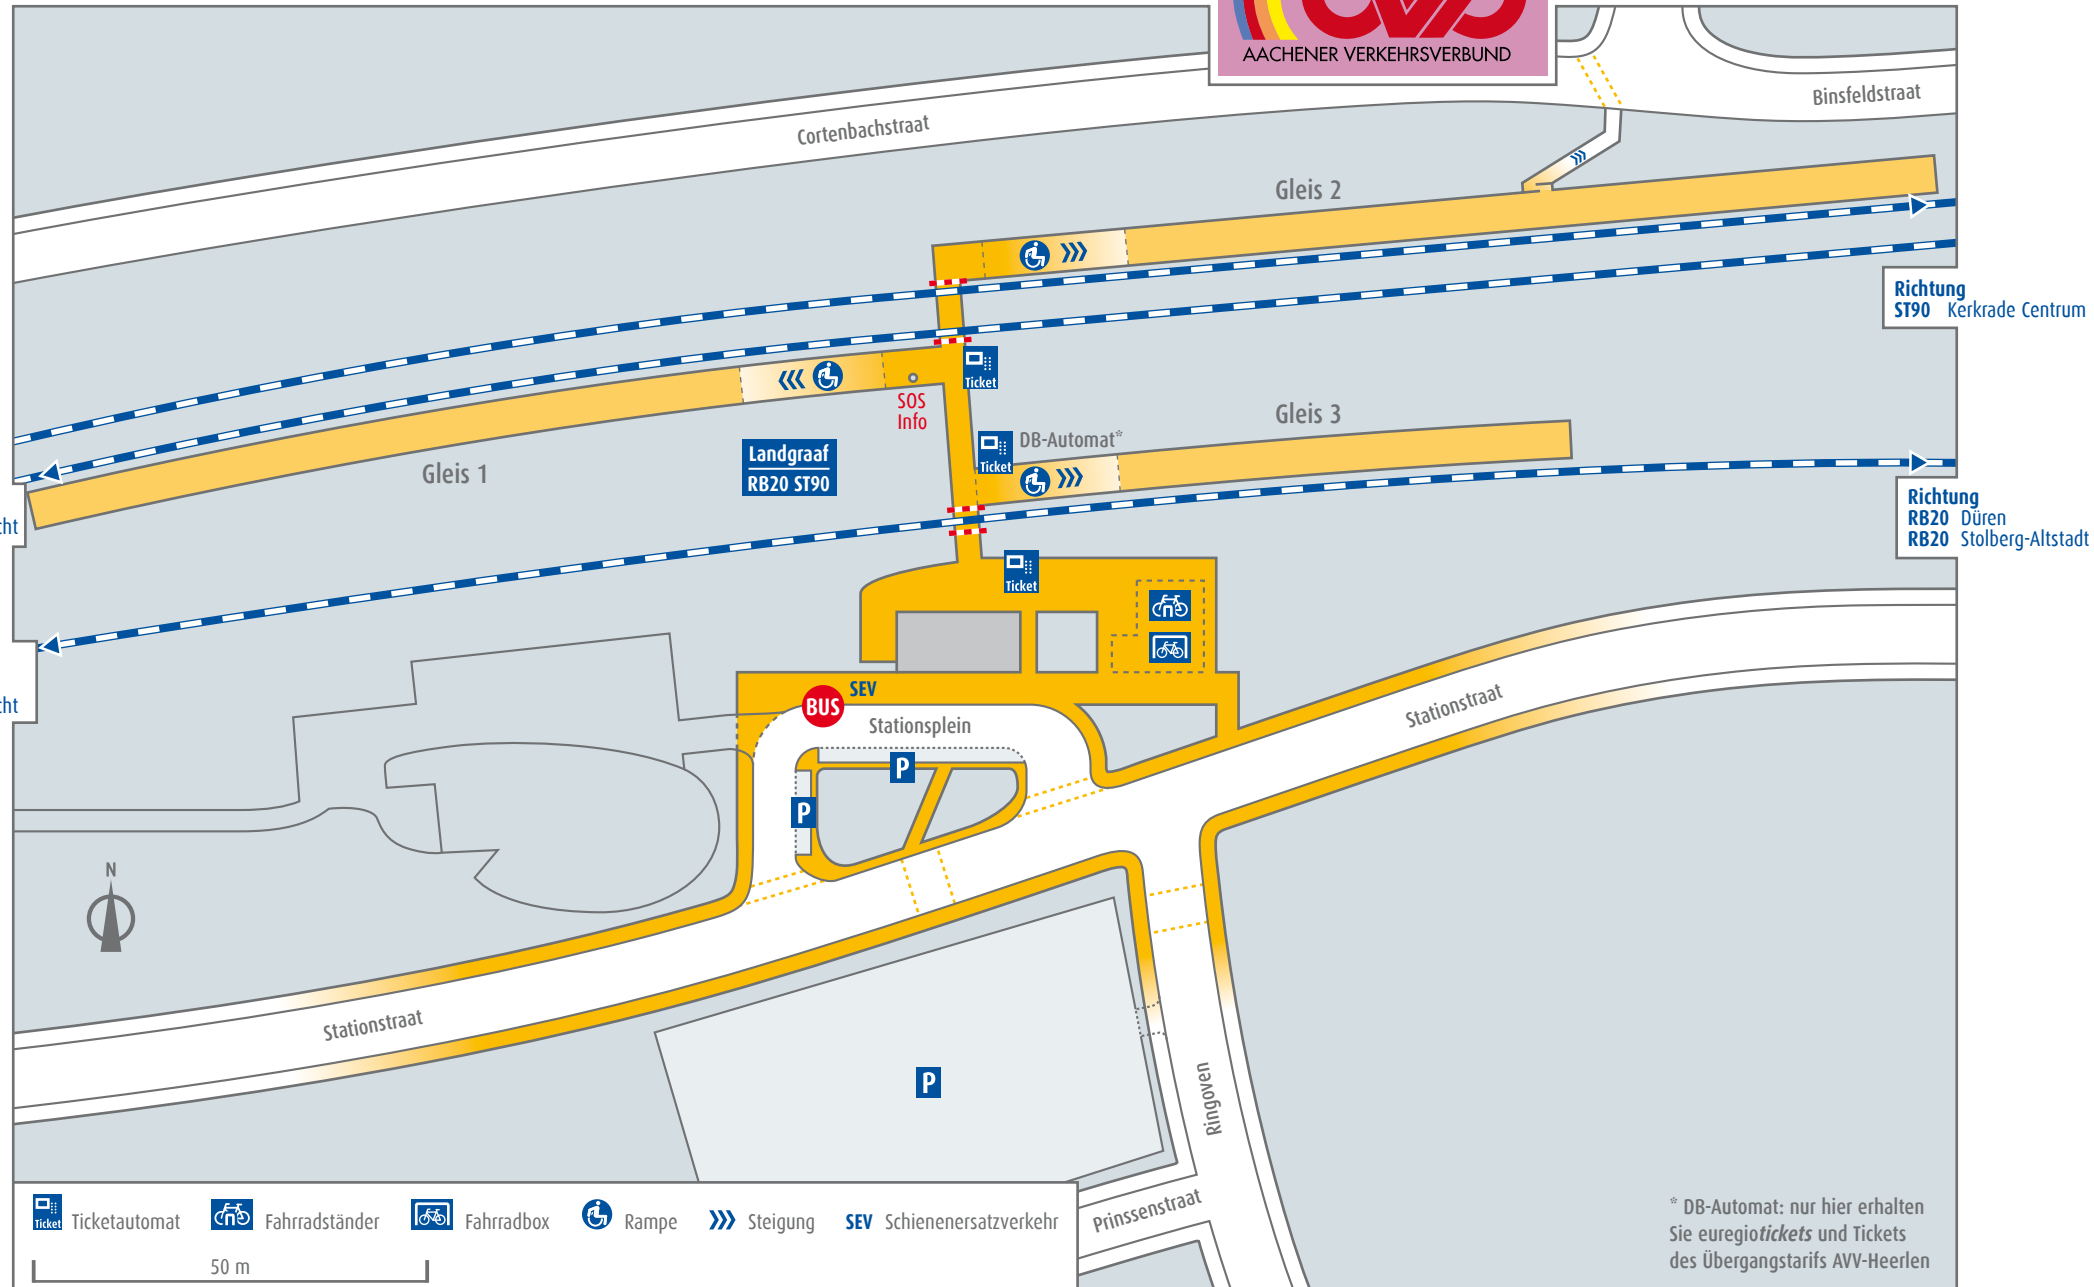 AACHENER VERKEHRSVERBUND
Binsfeldstraat
Cortenbachstraat
Gleis 2
Richtung
ST90 Kerkrade Centrum
Ticket
SOS
Info
Gleis 3
DB-Automat*
Ticket
Landgraaf
RB20 ST90
Gleis 1
Richtung
RB20 Düren
RB20 Stolberg-Altstadt
cht
Ticket
cht
SEV
BUS
Stationsplein
Stationstraat
P
P
N
Stationstraat
P
Ringoven
Prinssenstraat
Ticket Ticketautomat Fahrradständer Fahrradbox Rampe Steigung SEV Schienenersatzverkehr
50 m
* DB-Automat: nur hier erhalten
Sie euregiotickets und Tickets
des Übergangstarifs AVV-Heerlen